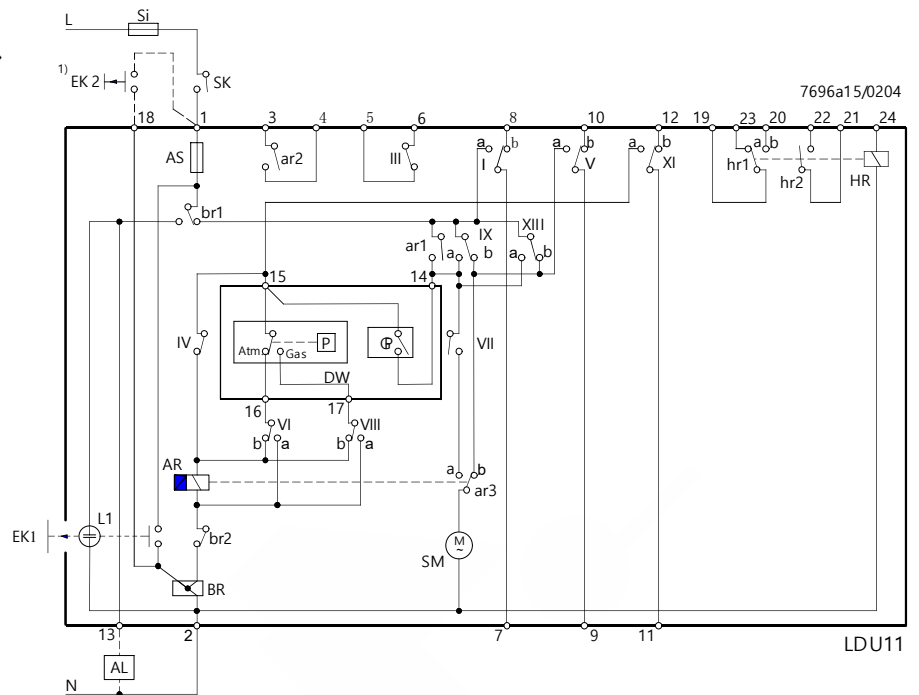 L Si
1) EK 2 SK
7696a15/0204
18 1 3 4 5 6 8 10 12 19 23 20 22 21 24
AS ar2 III a b I a b V a b XI a b hr1 hr2 HR
br1
ar1 a IX b XIII a b
15 14
IV Atm. Gas P VII
DW
16 17
b VI a b VIII a
AR a b ar3
EK1 L1 br2 M ~ SM
BR
13 2 7 9 11
LDU11
AL
N